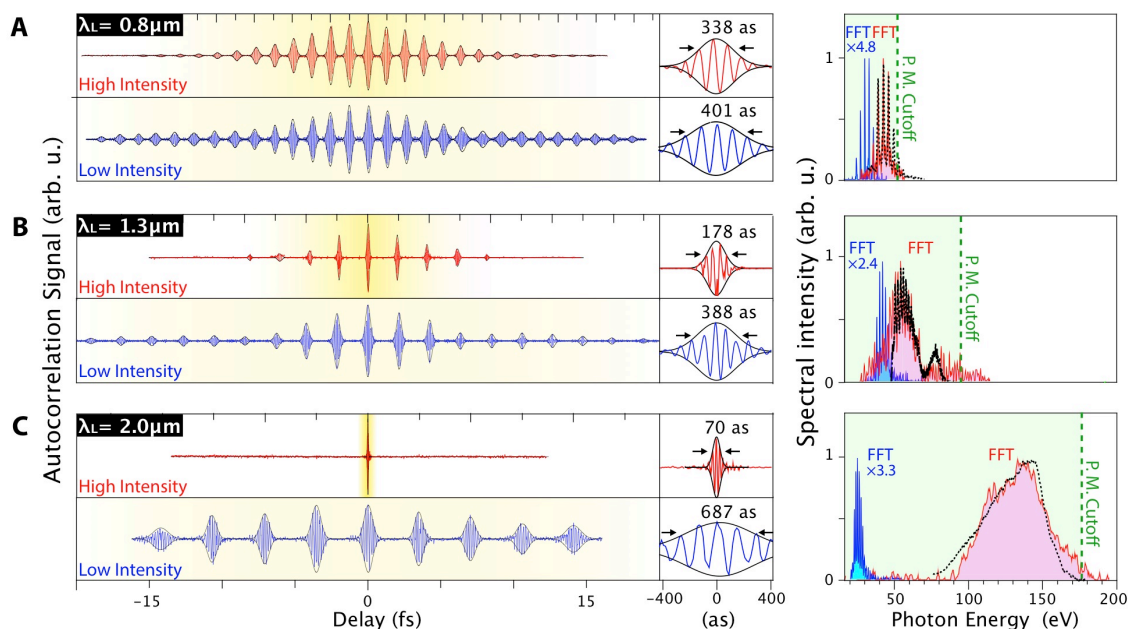 A
λL= 0.8μm
High Intensity
Low Intensity
338 as
401 as
FFT FFT
×4.8
P. M. Cutoff
1
0
B
λL= 1.3μm
High Intensity
Low Intensity
178 as
388 as
FFT FFT
×2.4
P. M. Cutoff
1
0
C
λL= 2.0μm
High Intensity
Low Intensity
70 as
687 as
FFT FFT
×3.3
P. M. Cutoff
1
0
Autocorrelation Signal (arb. u.)
Spectral intensity (arb. u.)
-15 0 15 -400 0 400
Delay (fs) (as)
50 100 150 200
Photon Energy (eV)